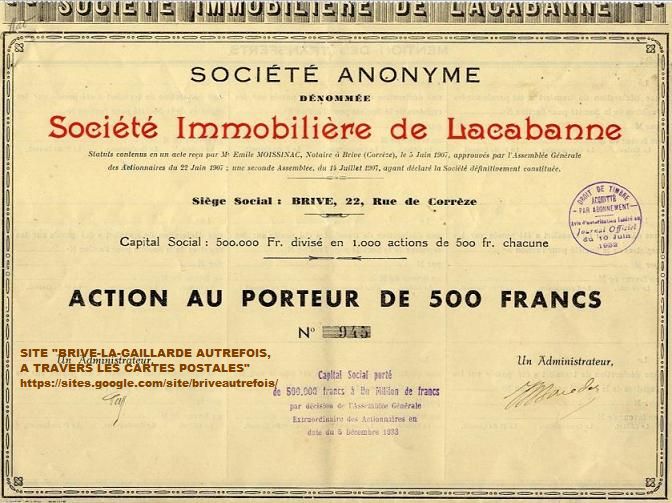 SOCIÉTÉ IMMOBILIÈRE DE LACABANNE
SOCIÉTÉ ANONYME
DÉNOMMÉE
Société Immobilière de Lacabanne
Statuts contenus en un acte reçu par Mᵉ Emile MOISSINAC, Notaire à Brive (Corrèze), le 5 Juin 1907, approuvés par l'Assemblée Générale
des Actionnaires du 22 Juin 1907 ; une seconde Assemblée, du 14 Juillet 1907, ayant déclaré la Société définitivement constituée.
Siège Social : BRIVE, 22, Rue de Corrèze
Capital Social : 500.000 Fr. divisé en 1.000 actions de 500 fr. chacune
DROIT DE TIMBRE
ACQUITTÉ
PAR ABONNEMENT
Avis d'autorisation inséré au
Journal Officiel
du 10 Juin
1932
ACTION AU PORTEUR DE 500 FRANCS
Nº 945
SITE "BRIVE-LA-GAILLARDE AUTREFOIS,
A TRAVERS LES CARTES POSTALES"
https://sites.google.com/site/briveautrefois/
Un Administrateur,
Un Administrateur,
Capital Social porté
de 500,000 francs à Un Million de francs
par décision de l'Assemblée Générale
Extraordinaire des Actionnaires en
date du 5 Décembre 1933